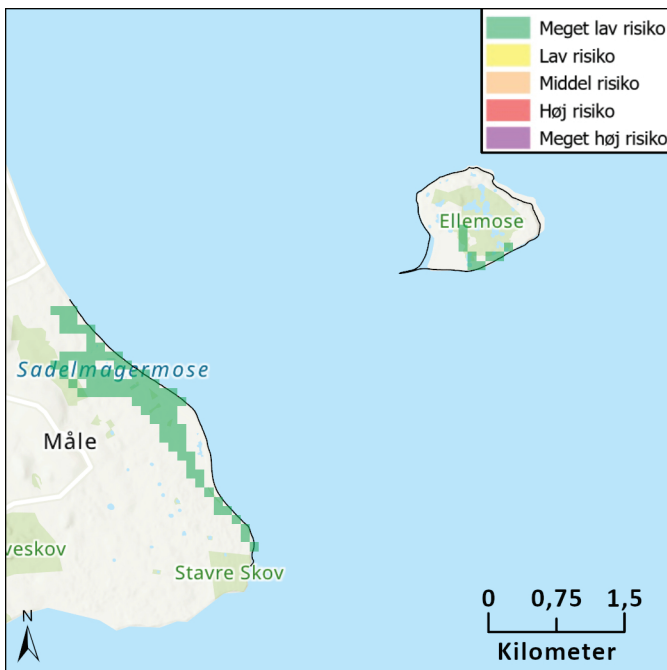 Meget lav risiko
Lav risiko
Middel risiko
Høj risiko
Meget høj risiko
Ellemose
Sadelmagermose
Måle
veskov
Stavre Skov
N
0 0,75 1,5
Kilometer